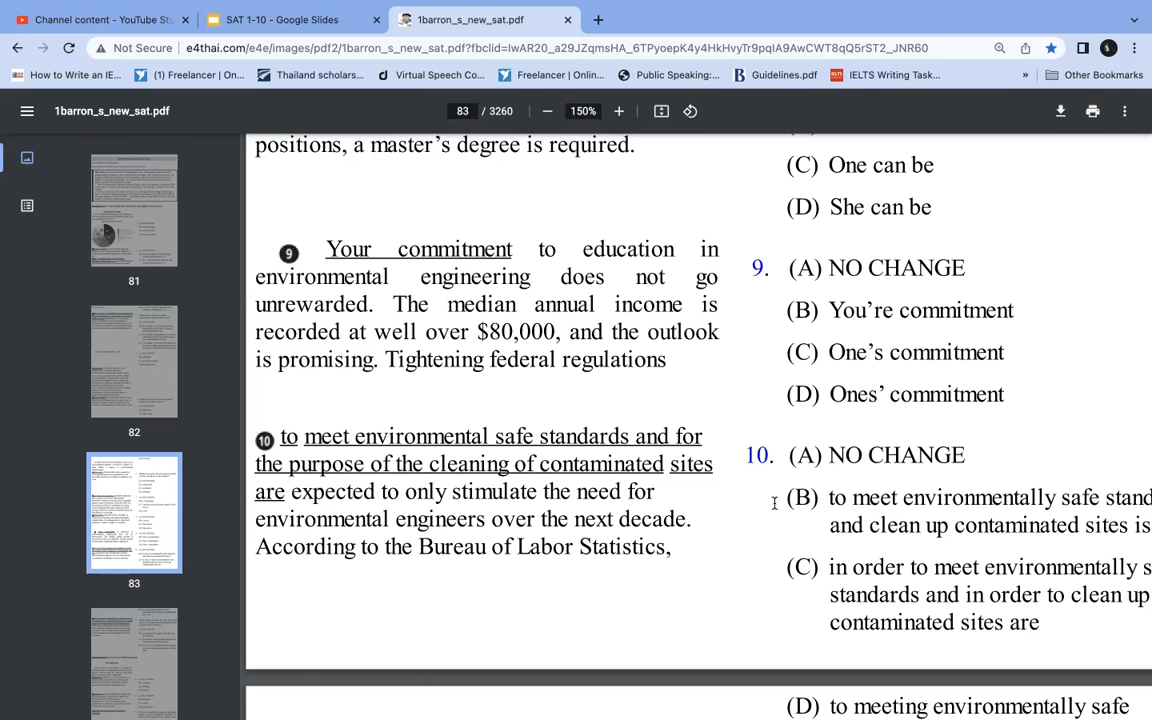 Channel content - YouTube St
SAT 1-10 - Google Slides
1barron_s_new_sat.pdf
Not Secure
e4thai.com/e4e/images/pdf2/1barron_s_new_sat.pdf?fbclid=IwAR20_a29JZqmsHA_6TPyoepK4y4HkHvyTr9pqIA9AwCWT8qQ5rST2_JNR60
How to Write an IE...
(1) Freelancer | On...
Thailand scholars...
Virtual Speech Co...
Freelancer | Onlin...
Public Speaking:...
Guidelines.pdf
IELTS Writing Task...
»
Other Bookmarks
1barron_s_new_sat.pdf
83 / 3260
150%
81
82
83
positions, a master's degree is required.
9 Your commitment to education in
environmental engineering does not go
unrewarded. The median annual income is
recorded at well over $80,000, and the outlook
is promising. Tightening federal regulations
10 to meet environmental safe standards and for
the purpose of the cleaning of contaminated sites
are expected to only stimulate the need for
environmental engineers over the next decade.
According to the Bureau of Labor Statistics,
(C) One can be
(D) She can be
9. (A) NO CHANGE
(B) You're commitment
(C) One's commitment
(D) Ones' commitment
10. (A) NO CHANGE
(B) to meet environmentally safe stand
and clean up contaminated sites is
(C) in order to meet environmentally s
standards and in order to clean up
contaminated sites are
(D) to meeting environmentally safe